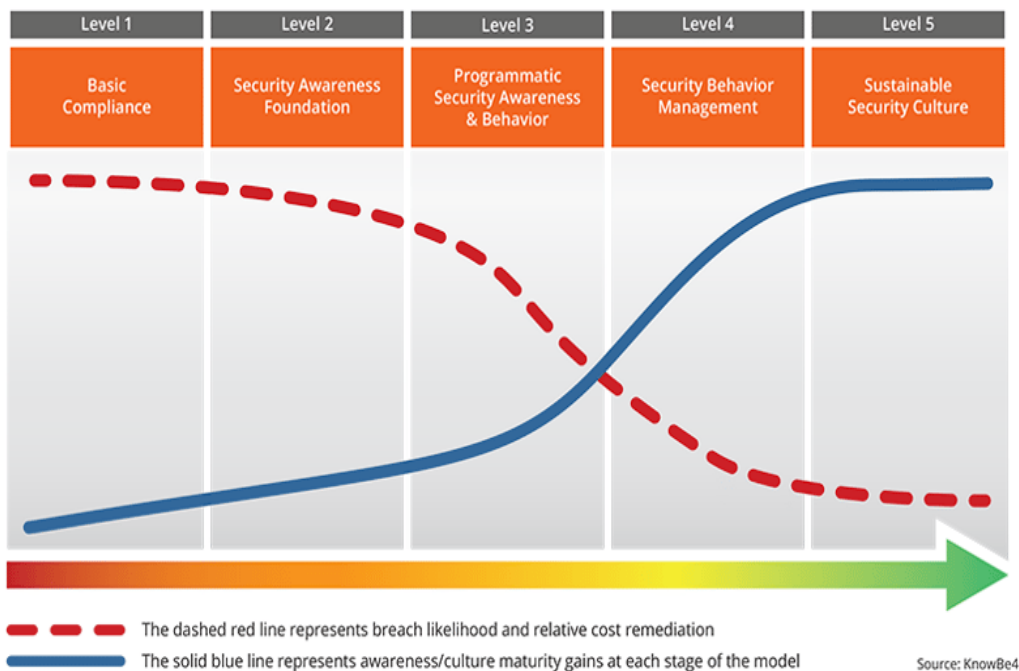 Level 1
Level 2
Level 3
Level 4
Level 5
Basic
Compliance
Security Awareness
Foundation
Programmatic
Security Awareness
& Behavior
Security Behavior
Management
Sustainable
Security Culture
The dashed red line represents breach likelihood and relative cost remediation
The solid blue line represents awareness/culture maturity gains at each stage of the model
Source: KnowBe4